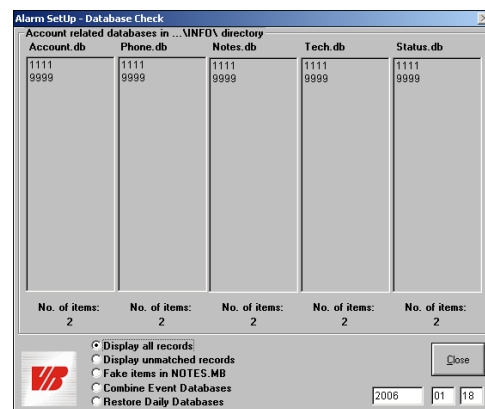 Alarm SetUp - Database Check
Account related databases in ...\INFO\ directory
Account.db Phone.db Notes.db Tech.db Status.db
1111 1111 1111 1111 1111
9999 9999 9999 9999 9999
No. of items: No. of items: No. of items: No. of items: No. of items:
2 2 2 2 2
Display all records
Display unmatched records
Fake items in NOTES.MB
Combine Event Databases
Restore Daily Databases
Close
2006 01 18